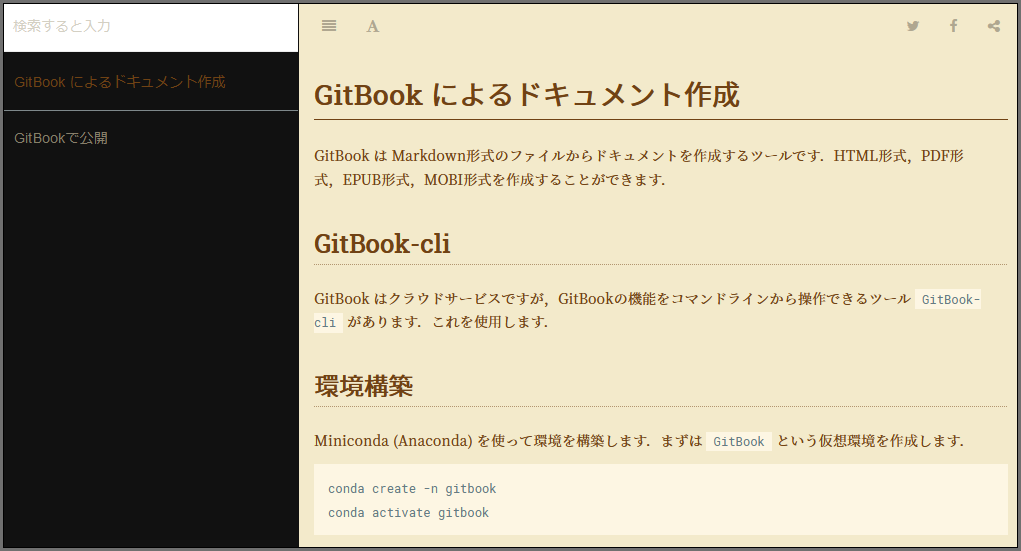 検索すると入力
GitBook によるドキュメント作成
GitBookで公開
A
GitBook によるドキュメント作成
GitBook は Markdown形式のファイルからドキュメントを作成するツールです．HTML形式，PDF形
式，EPUB形式，MOBI形式を作成することができます．
GitBook-cli
GitBook はクラウドサービスですが，GitBookの機能をコマンドラインから操作できるツール GitBook-
cli があります．これを使用します．
環境構築
Miniconda (Anaconda) を使って環境を構築します．まずは GitBook という仮想環境を作成します．
conda create -n gitbook
conda activate gitbook